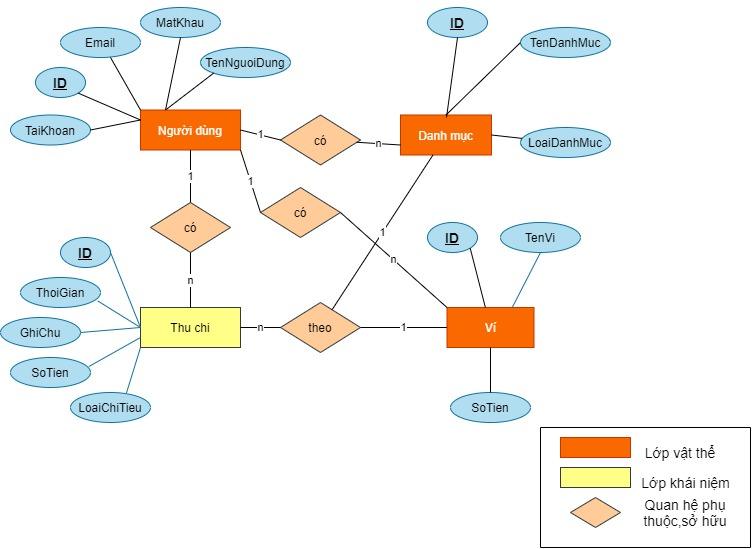 MatKhau
ID
Email
TenDanhMuc
TenNguoiDung
ID
TaiKhoan
Người dùng
1
có
n
Danh mục
LoaiDanhMuc
1
1
có
có
1
n
ID
TenVi
ID
n
ThoiGian
GhiChu
Thu chi
n
theo
1
Ví
SoTien
LoaiChiTieu
SoTien
Lớp vật thể
Lớp khái niệm
Quan hệ phụ
thuộc,sở hữu